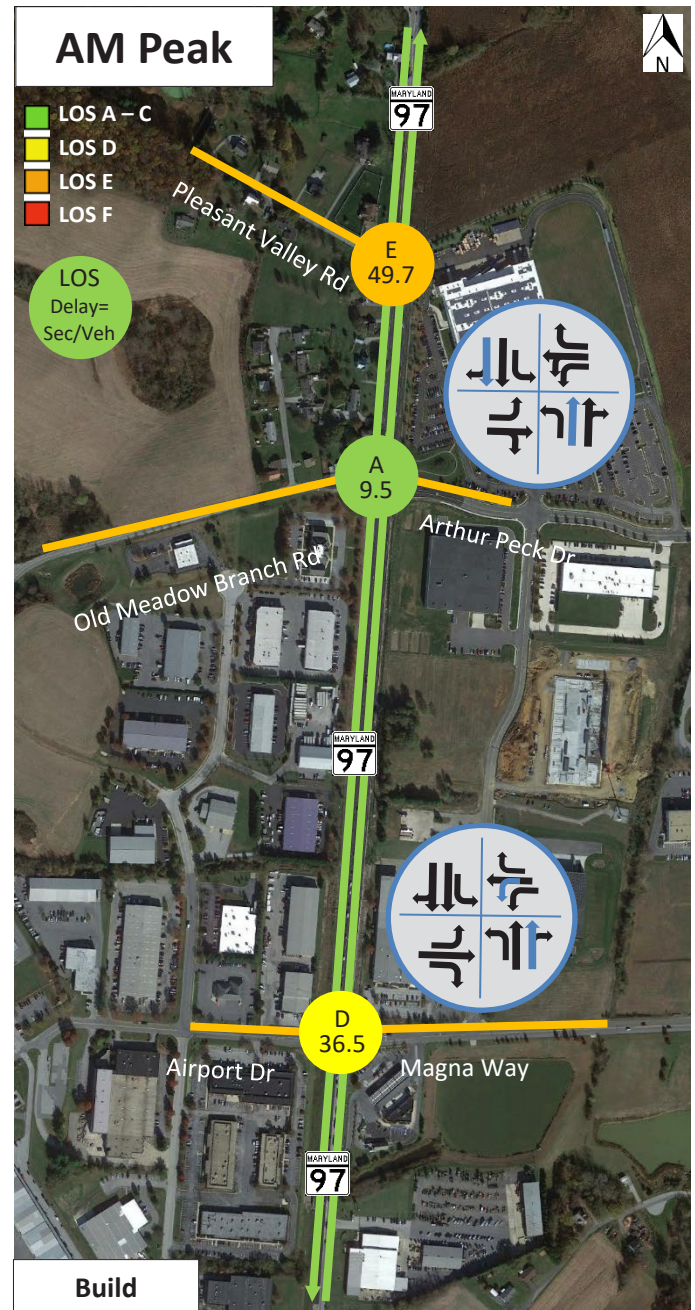 AM Peak
N
MARYLAND
97
LOS A – C
LOS D
LOS E
LOS F
Pleasant Valley Rd
E
49.7
LOS
Delay=
Sec/Veh
A
9.5
Arthur Peck Dr
Old Meadow Branch Rd
MARYLAND
97
D
36.5
Airport Dr
Magna Way
MARYLAND
97
Build